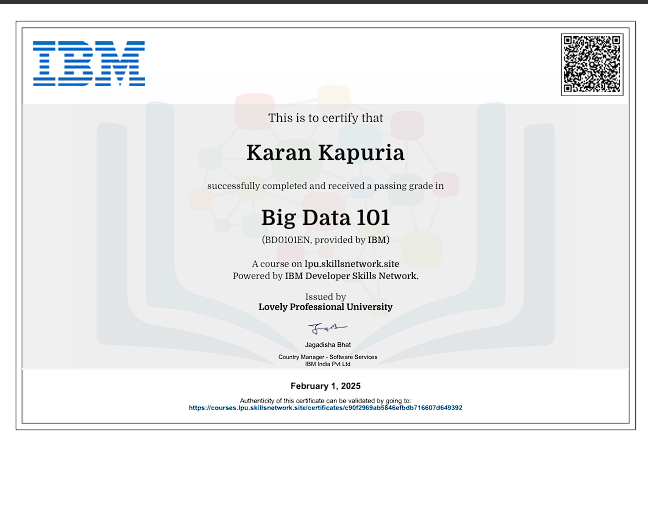 IBM
This is to certify that
Karan Kapuria
successfully completed and received a passing grade in
Big Data 101
(BD0101EN, provided by IBM)
A course on lpu.skillsnetwork.site
Powered by IBM Developer Skills Network.
Issued by
Lovely Professional University
Jagadisha Bhat
Country Manager - Software Services
IBM India Pvt Ltd
February 1, 2025
Authenticity of this certificate can be validated by going to:
https://courses.lpu.skillsnetwork.site/certificates/c90f2969ab5846efbdb716607d649392